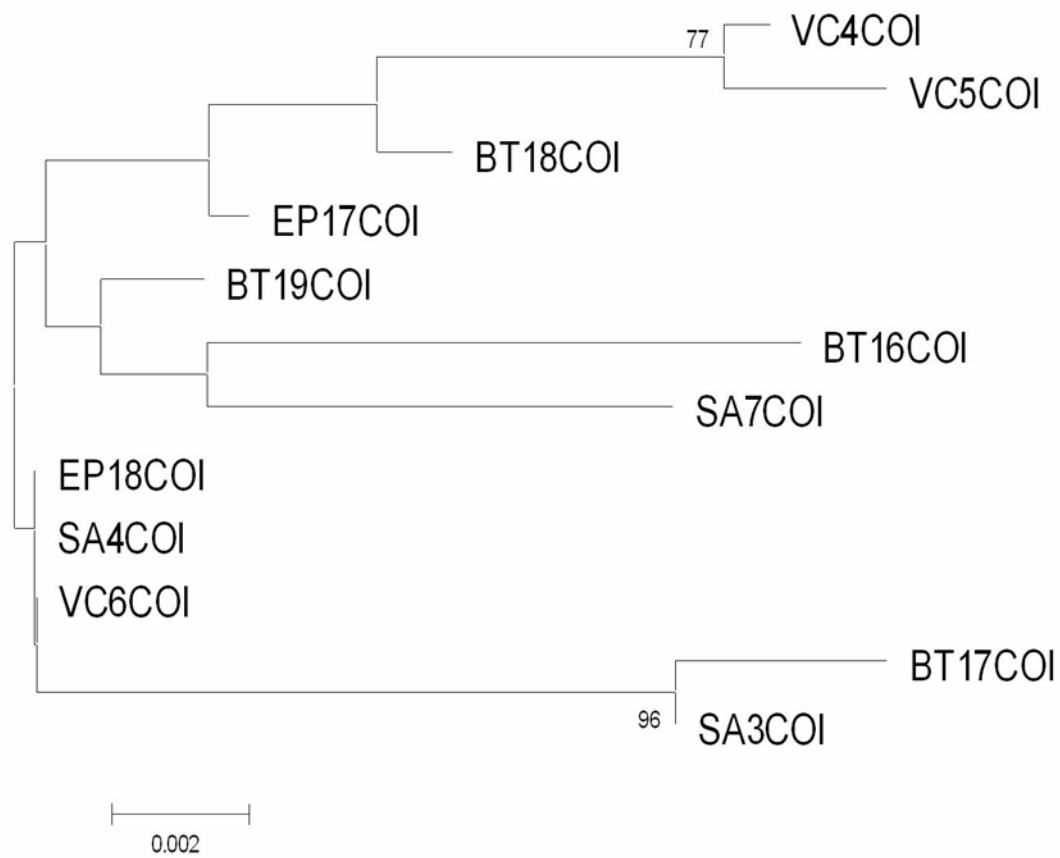 VC4COI
77
VC5COI
BT18COI
EP17COI
BT19COI
BT16COI
SA7COI
EP18COI
SA4COI
VC6COI
BT17COI
96
SA3COI
0.002